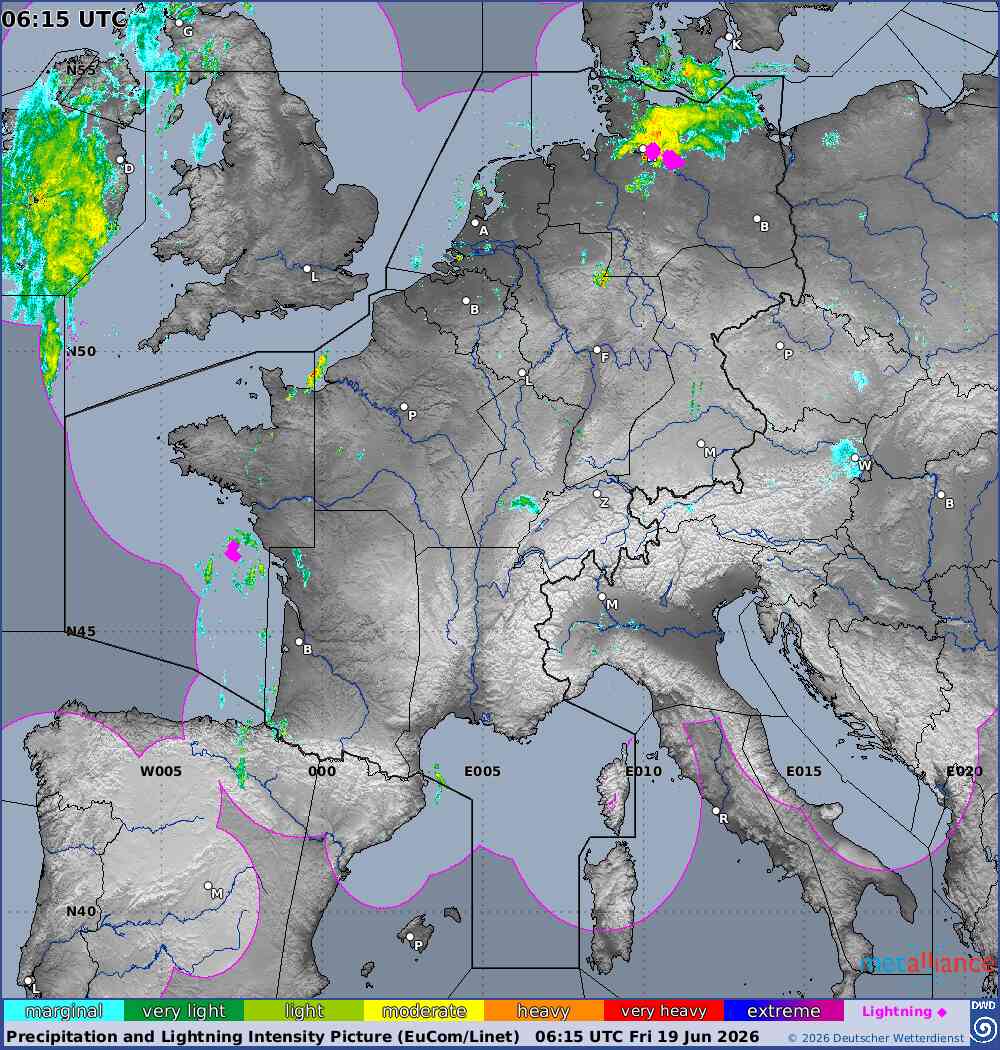 06:15 UTC
G
K
N55
D
A
B
L
B
N50
F
P
L
P
M
W
Z
B
M
N45
B
W005
000
E005
E010
E015
E020
R
M
N40
P
L
metalliance
marginal
very light
light
moderate
heavy
very heavy
extreme
Lightning ◆
DWD
Precipitation and Lightning Intensity Picture (EuCom/Linet) 06:15 UTC Fri 19 Jun 2026 © 2026 Deutscher Wetterdienst